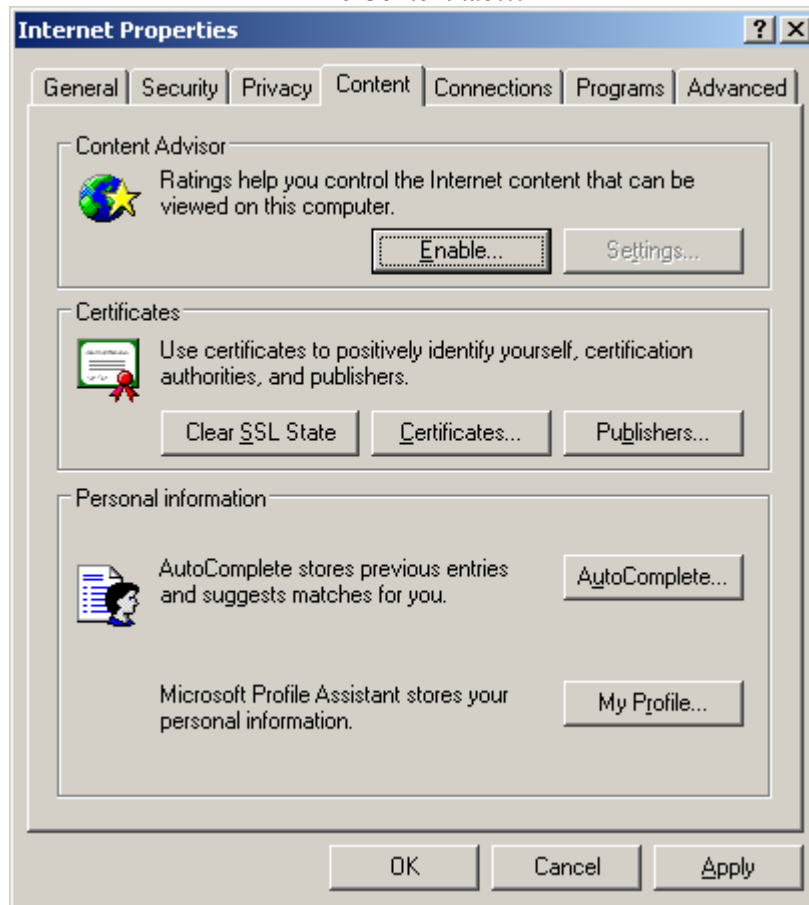 Internet Properties
General Security Privacy Content Connections Programs Advanced
Content Advisor
Ratings help you control the Internet content that can be
viewed on this computer.
Enable... Settings...
Certificates
Use certificates to positively identify yourself, certification
authorities, and publishers.
Clear SSL State Certificates... Publishers...
Personal information
AutoComplete stores previous entries
and suggests matches for you.
AutoComplete...
Microsoft Profile Assistant stores your
personal information.
My Profile...
OK Cancel Apply